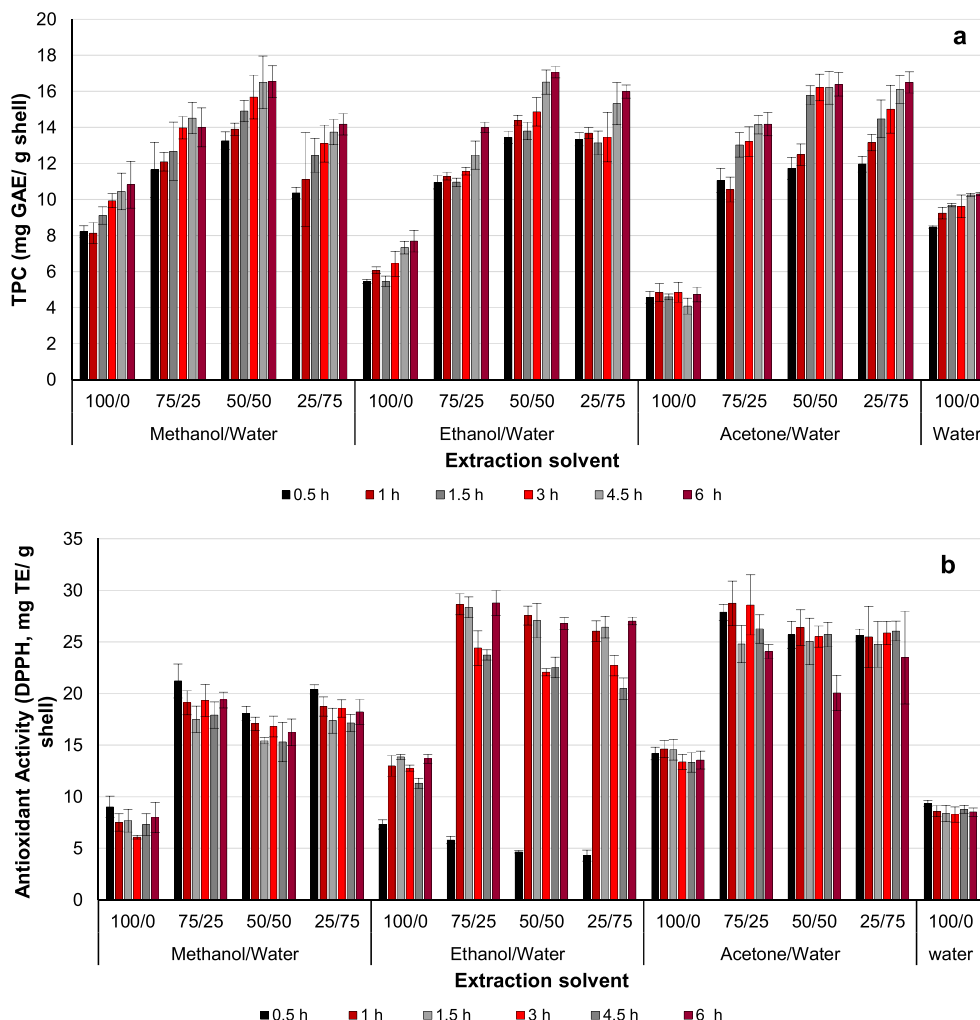 a
TPC (mg GAE/ g shell)
20
18
16
14
12
10
8
6
4
2
0
100/0 75/25 50/50 25/75 100/0 75/25 50/50 25/75 100/0 75/25 50/50 25/75 100/0
Methanol/Water Ethanol/Water Acetone/Water Water
Extraction solvent
0.5 h 1 h 1.5 h 3 h 4.5 h 6 h
b
Antioxidant Activity (DPPH, mg TE/ g
shell)
35
30
25
20
15
10
5
0
100/0 75/25 50/50 25/75 100/0 75/25 50/50 25/75 100/0 75/25 50/50 25/75 100/0
Methanol/Water Ethanol/Water Acetone/Water water
Extraction solvent
0.5 h 1 h 1.5 h 3 h 4.5 h 6 h